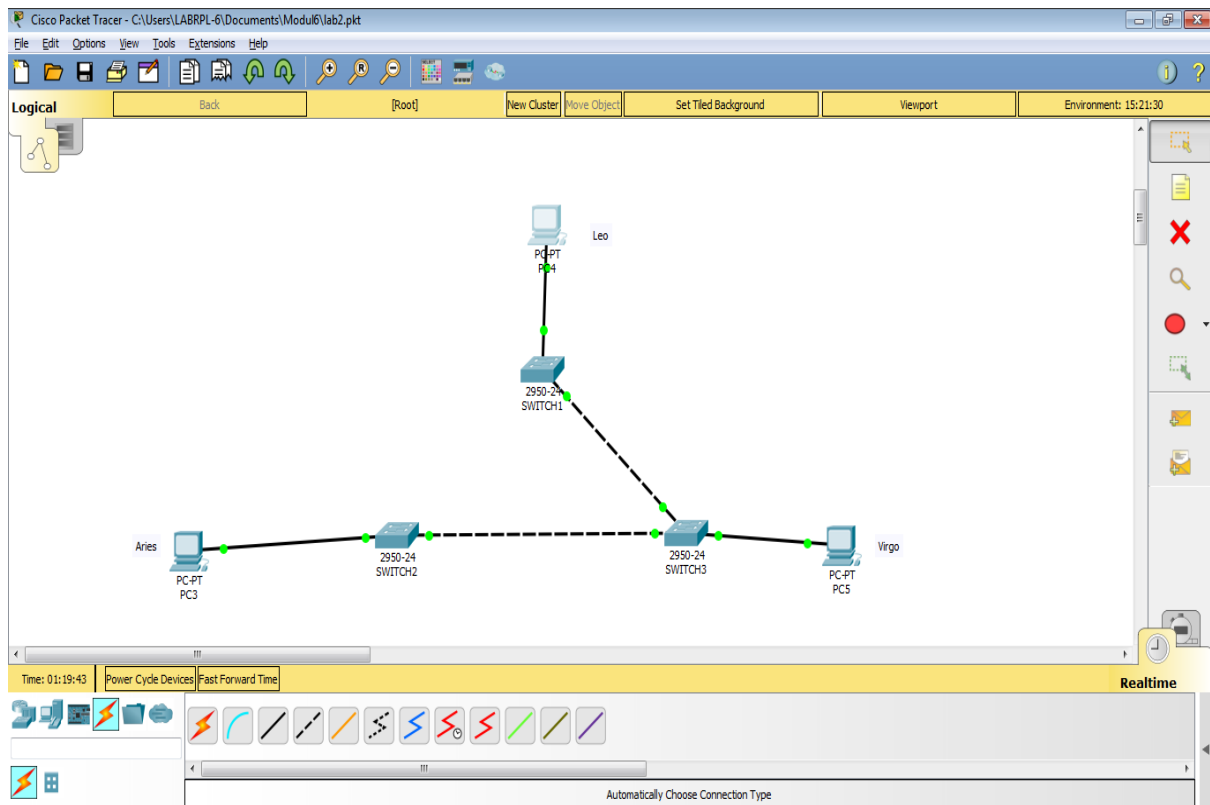 Cisco Packet Tracer - C:\Users\LABRPL-6\Documents\Modul6\lab2.pkt
File Edit Options View Tools Extensions Help
Logical Back [Root] New Cluster Move Object Set Tiled Background Viewport Environment: 15:21:30
Leo
PC-PT
PC4
2950-24
SWITCH1
Aries
PC-PT
PC3
2950-24
SWITCH2
2950-24
SWITCH3
Virgo
PC-PT
PC5
Time: 01:19:43 Power Cycle Devices Fast Forward Time Realtime
Automatically Choose Connection Type